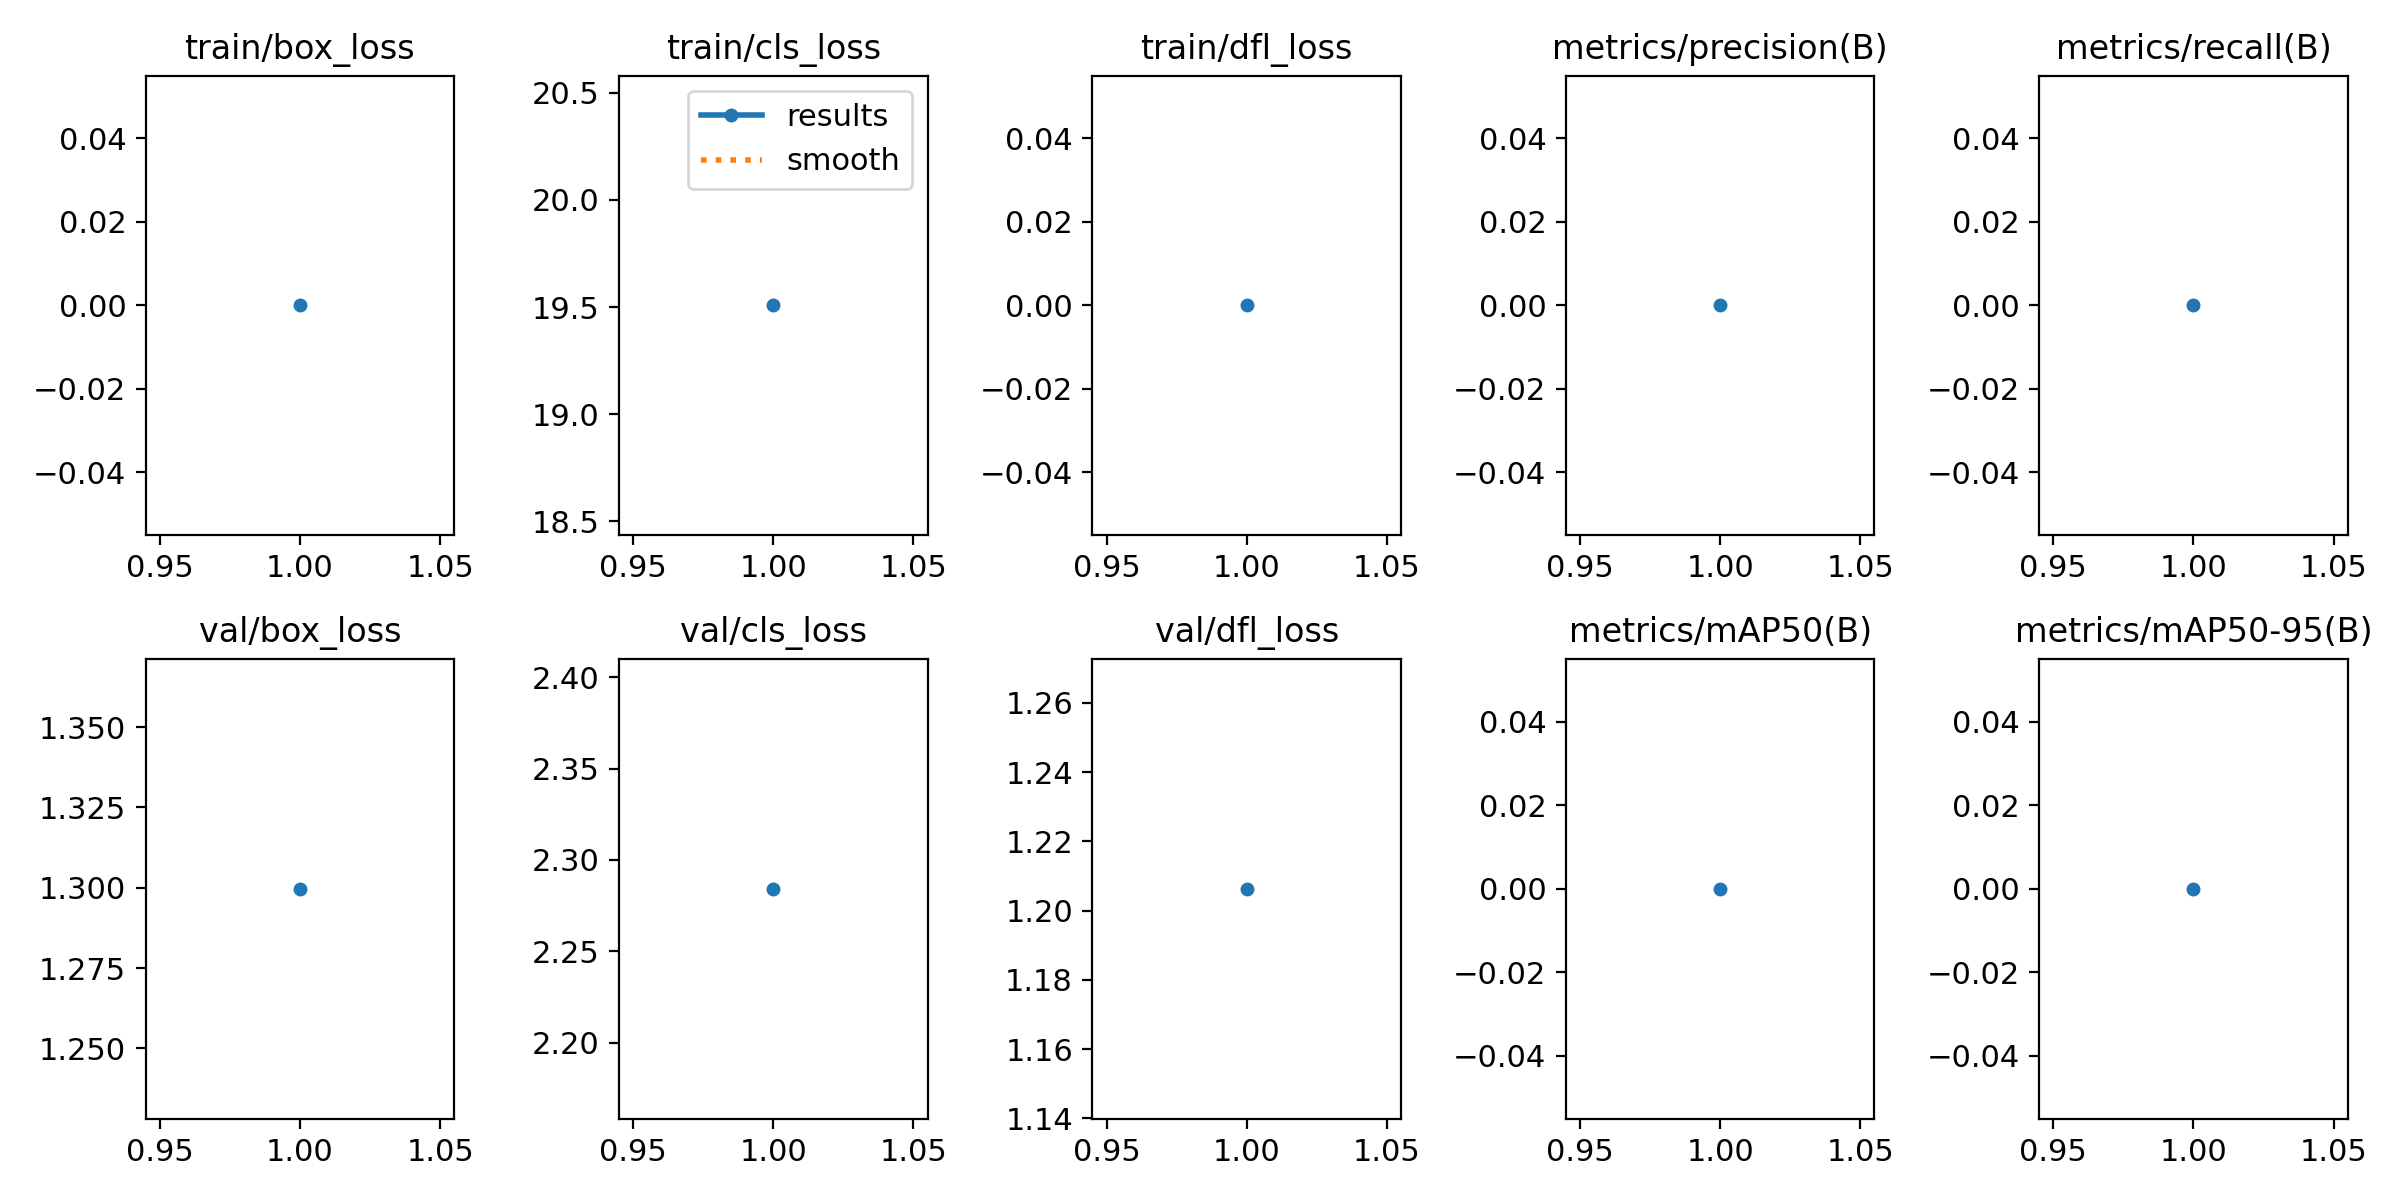 train/box_loss
0.04
0.02
0.00
−0.02
−0.04
0.95 1.00 1.05
train/cls_loss
results
smooth
20.5
20.0
19.5
19.0
18.5
0.95 1.00 1.05
train/dfl_loss
0.04
0.02
0.00
−0.02
−0.04
0.95 1.00 1.05
metrics/precision(B)
0.04
0.02
0.00
−0.02
−0.04
0.95 1.00 1.05
metrics/recall(B)
0.04
0.02
0.00
−0.02
−0.04
0.95 1.00 1.05
val/box_loss
1.350
1.325
1.300
1.275
1.250
0.95 1.00 1.05
val/cls_loss
2.40
2.35
2.30
2.25
2.20
0.95 1.00 1.05
val/dfl_loss
1.26
1.24
1.22
1.20
1.18
1.16
1.14
0.95 1.00 1.05
metrics/mAP50(B)
0.04
0.02
0.00
−0.02
−0.04
0.95 1.00 1.05
metrics/mAP50-95(B)
0.04
0.02
0.00
−0.02
−0.04
0.95 1.00 1.05